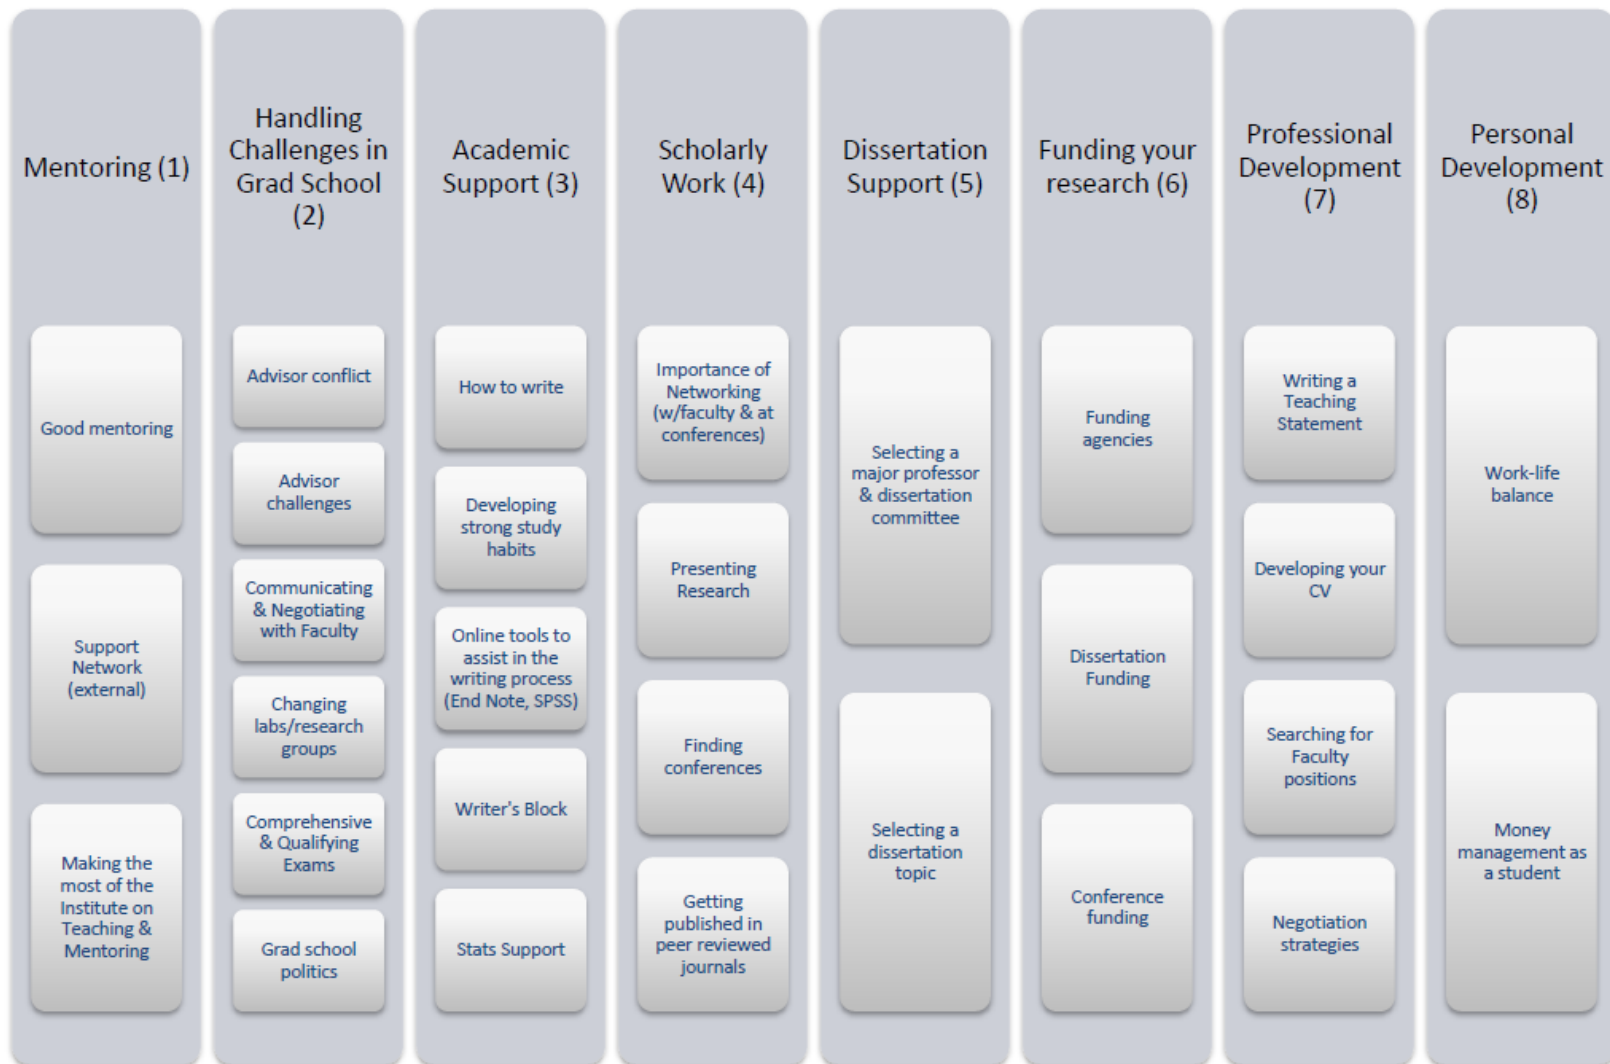 Mentoring (1)
Good mentoring
Support
Network
(external)
Making the
most of the
Institute on
Teaching &
Mentoring
Handling
Challenges in
Grad School
(2)
Advisor conflict
Advisor
challenges
Communicating
& Negotiating
with Faculty
Changing
labs/research
groups
Comprehensive
& Qualifying
Exams
Grad school
politics
Academic
Support (3)
How to write
Developing
strong study
habits
Online tools to
assist in the
writing process
(End Note, SPSS)
Writer's Block
Stats Support
Scholarly
Work (4)
Importance of
Networking
(w/faculty & at
conferences)
Presenting
Research
Finding
conferences
Getting
published in
peer reviewed
journals
Dissertation
Support (5)
Selecting a
major professor
& dissertation
committee
Selecting a
dissertation
topic
Funding your
research (6)
Funding
agencies
Dissertation
Funding
Conference
funding
Professional
Development
(7)
Writing a
Teaching
Statement
Developing your
CV
Searching for
Faculty
positions
Negotiation
strategies
Personal
Development
(8)
Work-life
balance
Money
management as
a student